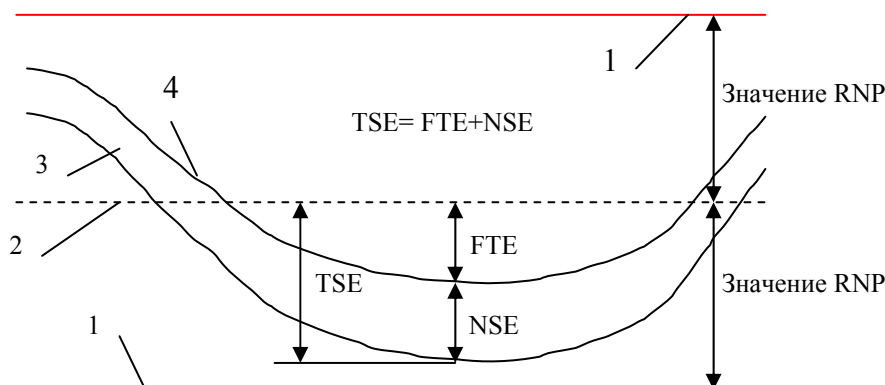 1
Значение RNP
4
TSE= FTE+NSE
3
2
FTE
TSE
Значение RNP
NSE
1